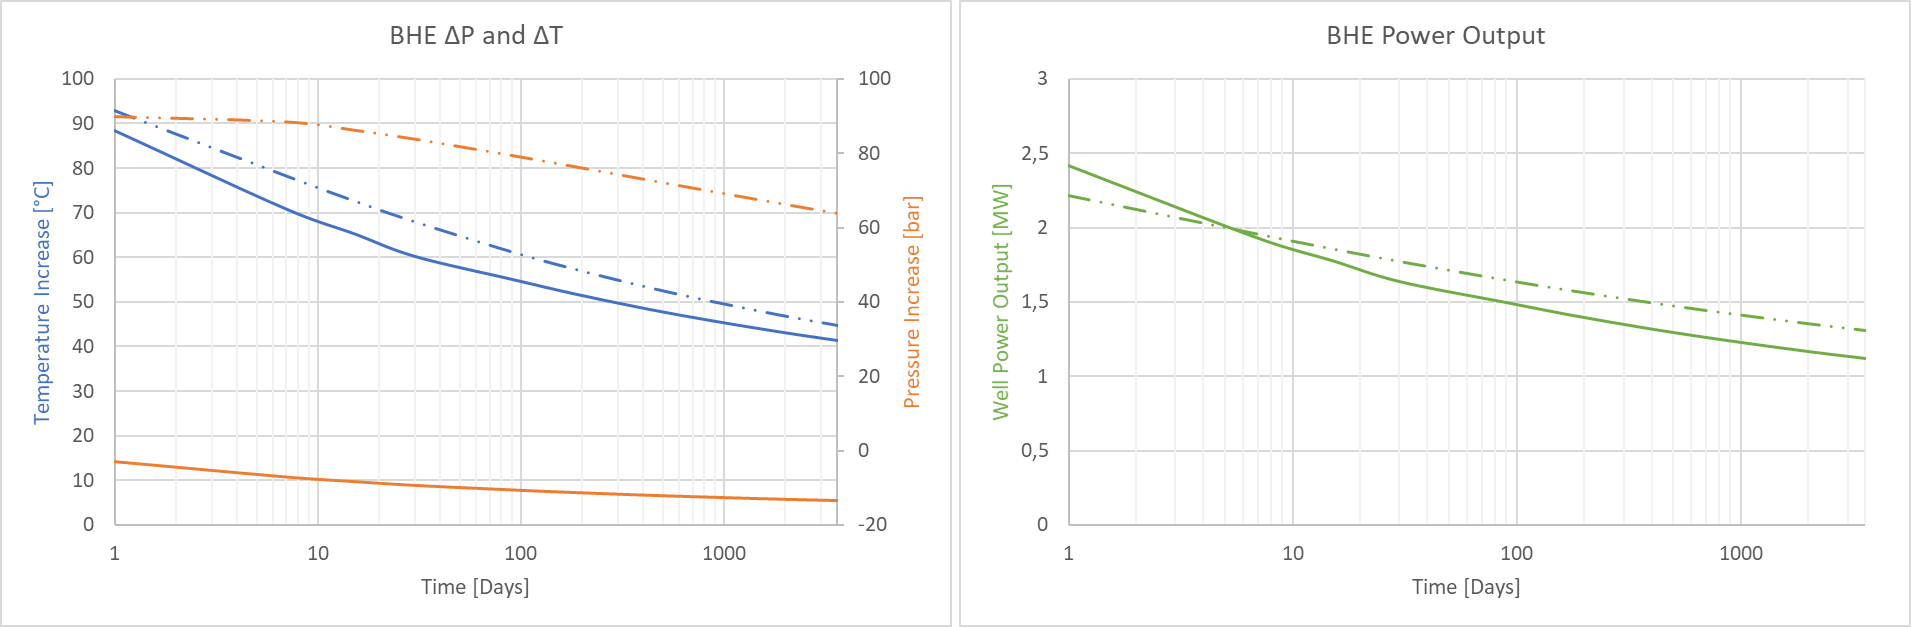 BHE ΔP and ΔT
Temperature Increase [°C]
100
90
80
70
60
50
40
30
20
10
0
100
80
60
40
20
0
-20
Pressure Increase [bar]
1 10 100 1000
Time [Days]
BHE Power Output
Well Power Output [MW]
3
2,5
2
1,5
1
0,5
0
1 10 100 1000
Time [Days]